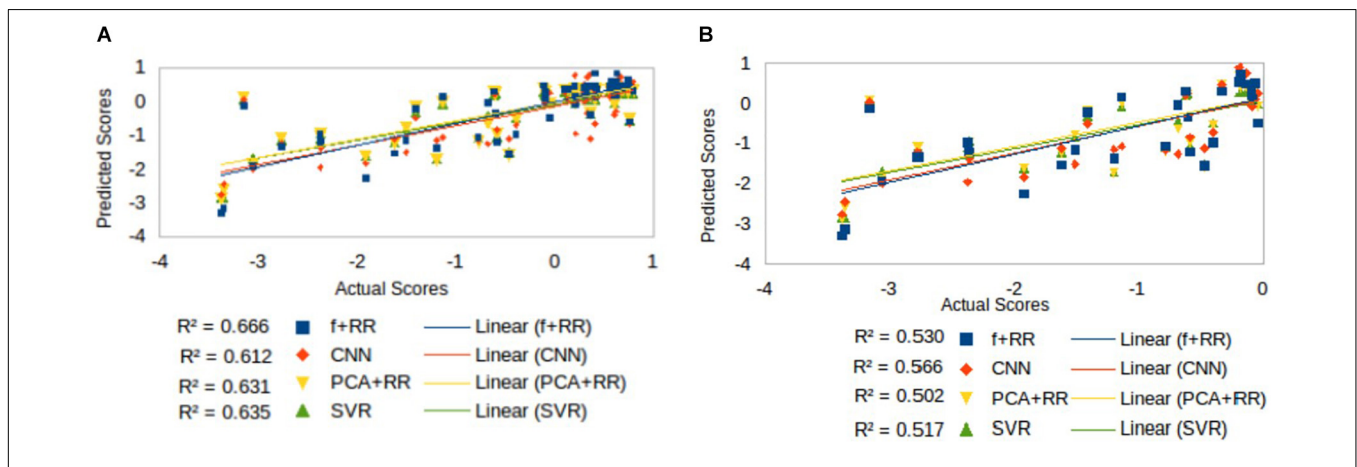 A
B
Predicted Scores
1
0
-1
-2
-3
-4
-4
-3
-2
-1
0
1
Actual Scores
R² = 0.666 f+RR Linear (f+RR)
R² = 0.612 CNN Linear (CNN)
R² = 0.631 PCA+RR Linear (PCA+RR)
R² = 0.635 SVR Linear (SVR)
Predicted Scores
1
0
-1
-2
-3
-4
-4
-3
-2
-1
0
Actual Scores
R² = 0.530 f+RR Linear (f+RR)
R² = 0.566 CNN Linear (CNN)
R² = 0.502 PCA+RR Linear (PCA+RR)
R² = 0.517 SVR Linear (SVR)